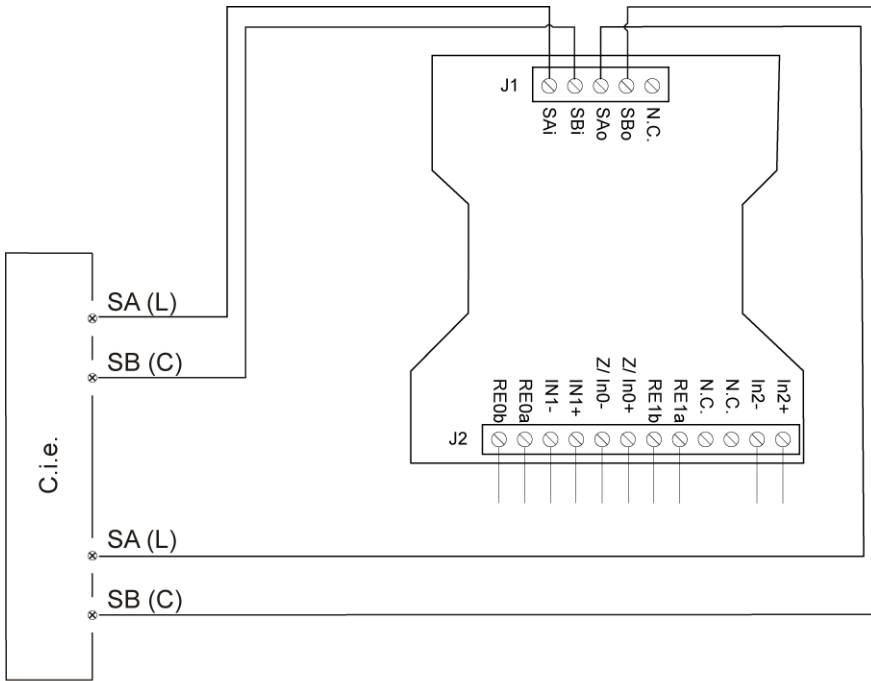 J1
SAi
SBi
SAo
SBo
N.C.
SA (L)
SB (C)
C.i.e.
J2
RE0b
RE0a
IN1-
IN1+
Z/ In0-
Z/ In0+
RE1b
RE1a
N.C.
N.C.
In2-
In2+
SA (L)
SB (C)